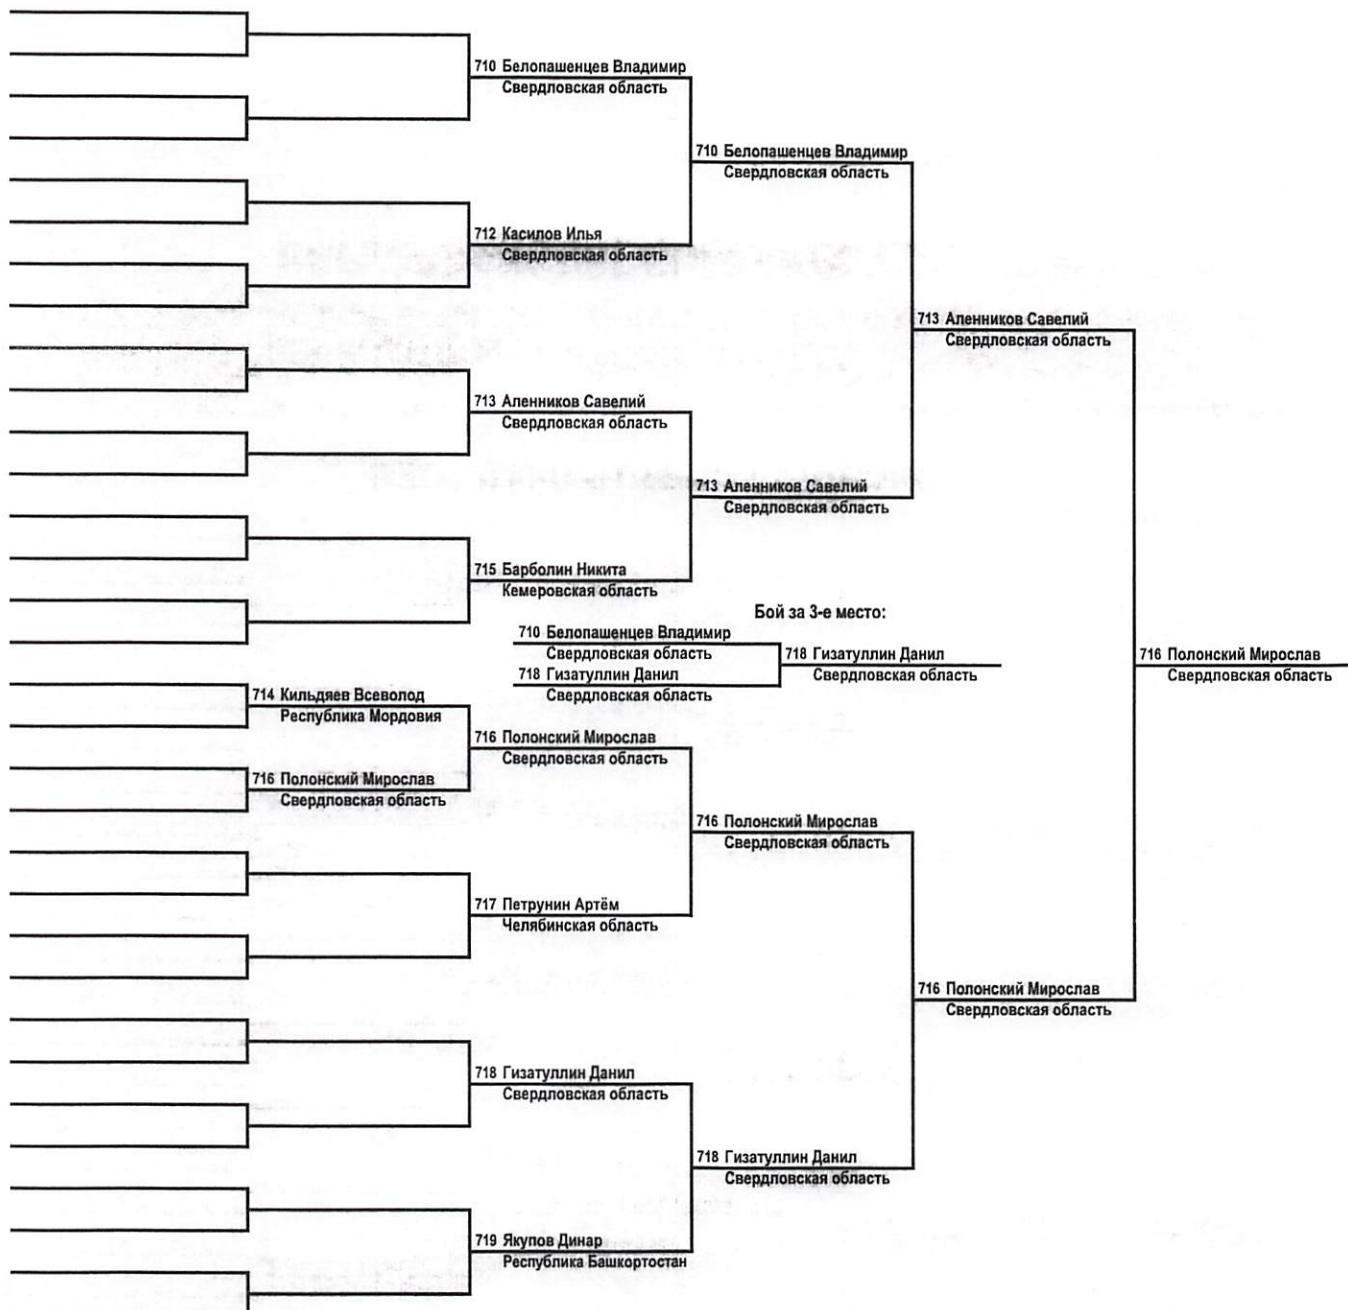 710 Белопашенцев Владимир
Свердловская область
710 Белопашенцев Владимир
Свердловская область
712 Касилов Илья
Свердловская область
713 Аленников Савелий
Свердловская область
713 Аленников Савелий
Свердловская область
713 Аленников Савелий
Свердловская область
715 Барболин Никита
Кемеровская область
Бой за 3-е место:
710 Белопашенцев Владимир
Свердловская область
718 Гизатуллин Данил
Свердловская область
718 Гизатуллин Данил
Свердловская область
716 Полонский Мирослав
Свердловская область
714 Кильдяев Всеволод
Республика Мордовия
716 Полонский Мирослав
Свердловская область
716 Полонский Мирослав
Свердловская область
716 Полонский Мирослав
Свердловская область
717 Петрунин Артём
Челябинская область
716 Полонский Мирослав
Свердловская область
718 Гизатуллин Данил
Свердловская область
718 Гизатуллин Данил
Свердловская область
719 Якупов Динар
Республика Башкортостан